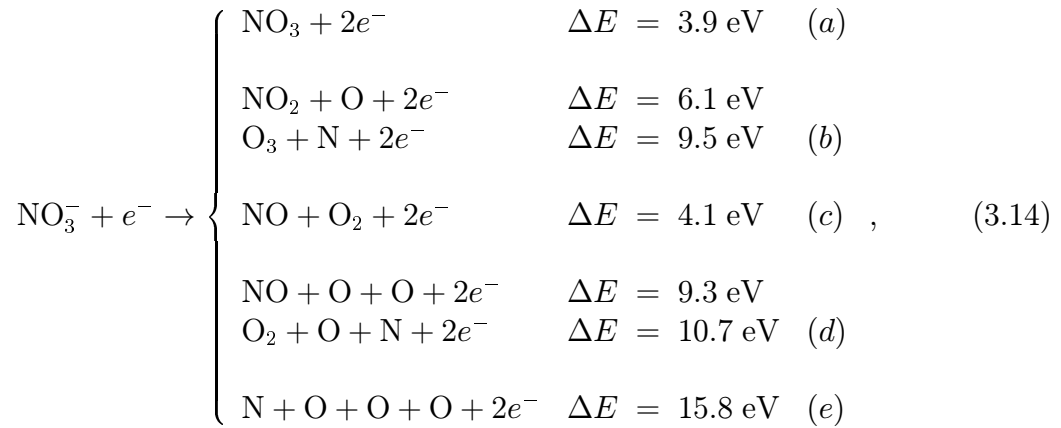 NO₃ + 2e⁻ ΔE = 3.9 eV (a)
NO₂ + O + 2e⁻ ΔE = 6.1 eV
O₃ + N + 2e⁻ ΔE = 9.5 eV (b)
NO₃⁻ + e⁻ → { NO + O₂ + 2e⁻ ΔE = 4.1 eV (c) , (3.14)
NO + O + O + 2e⁻ ΔE = 9.3 eV
O₂ + O + N + 2e⁻ ΔE = 10.7 eV (d)
N + O + O + O + 2e⁻ ΔE = 15.8 eV (e)